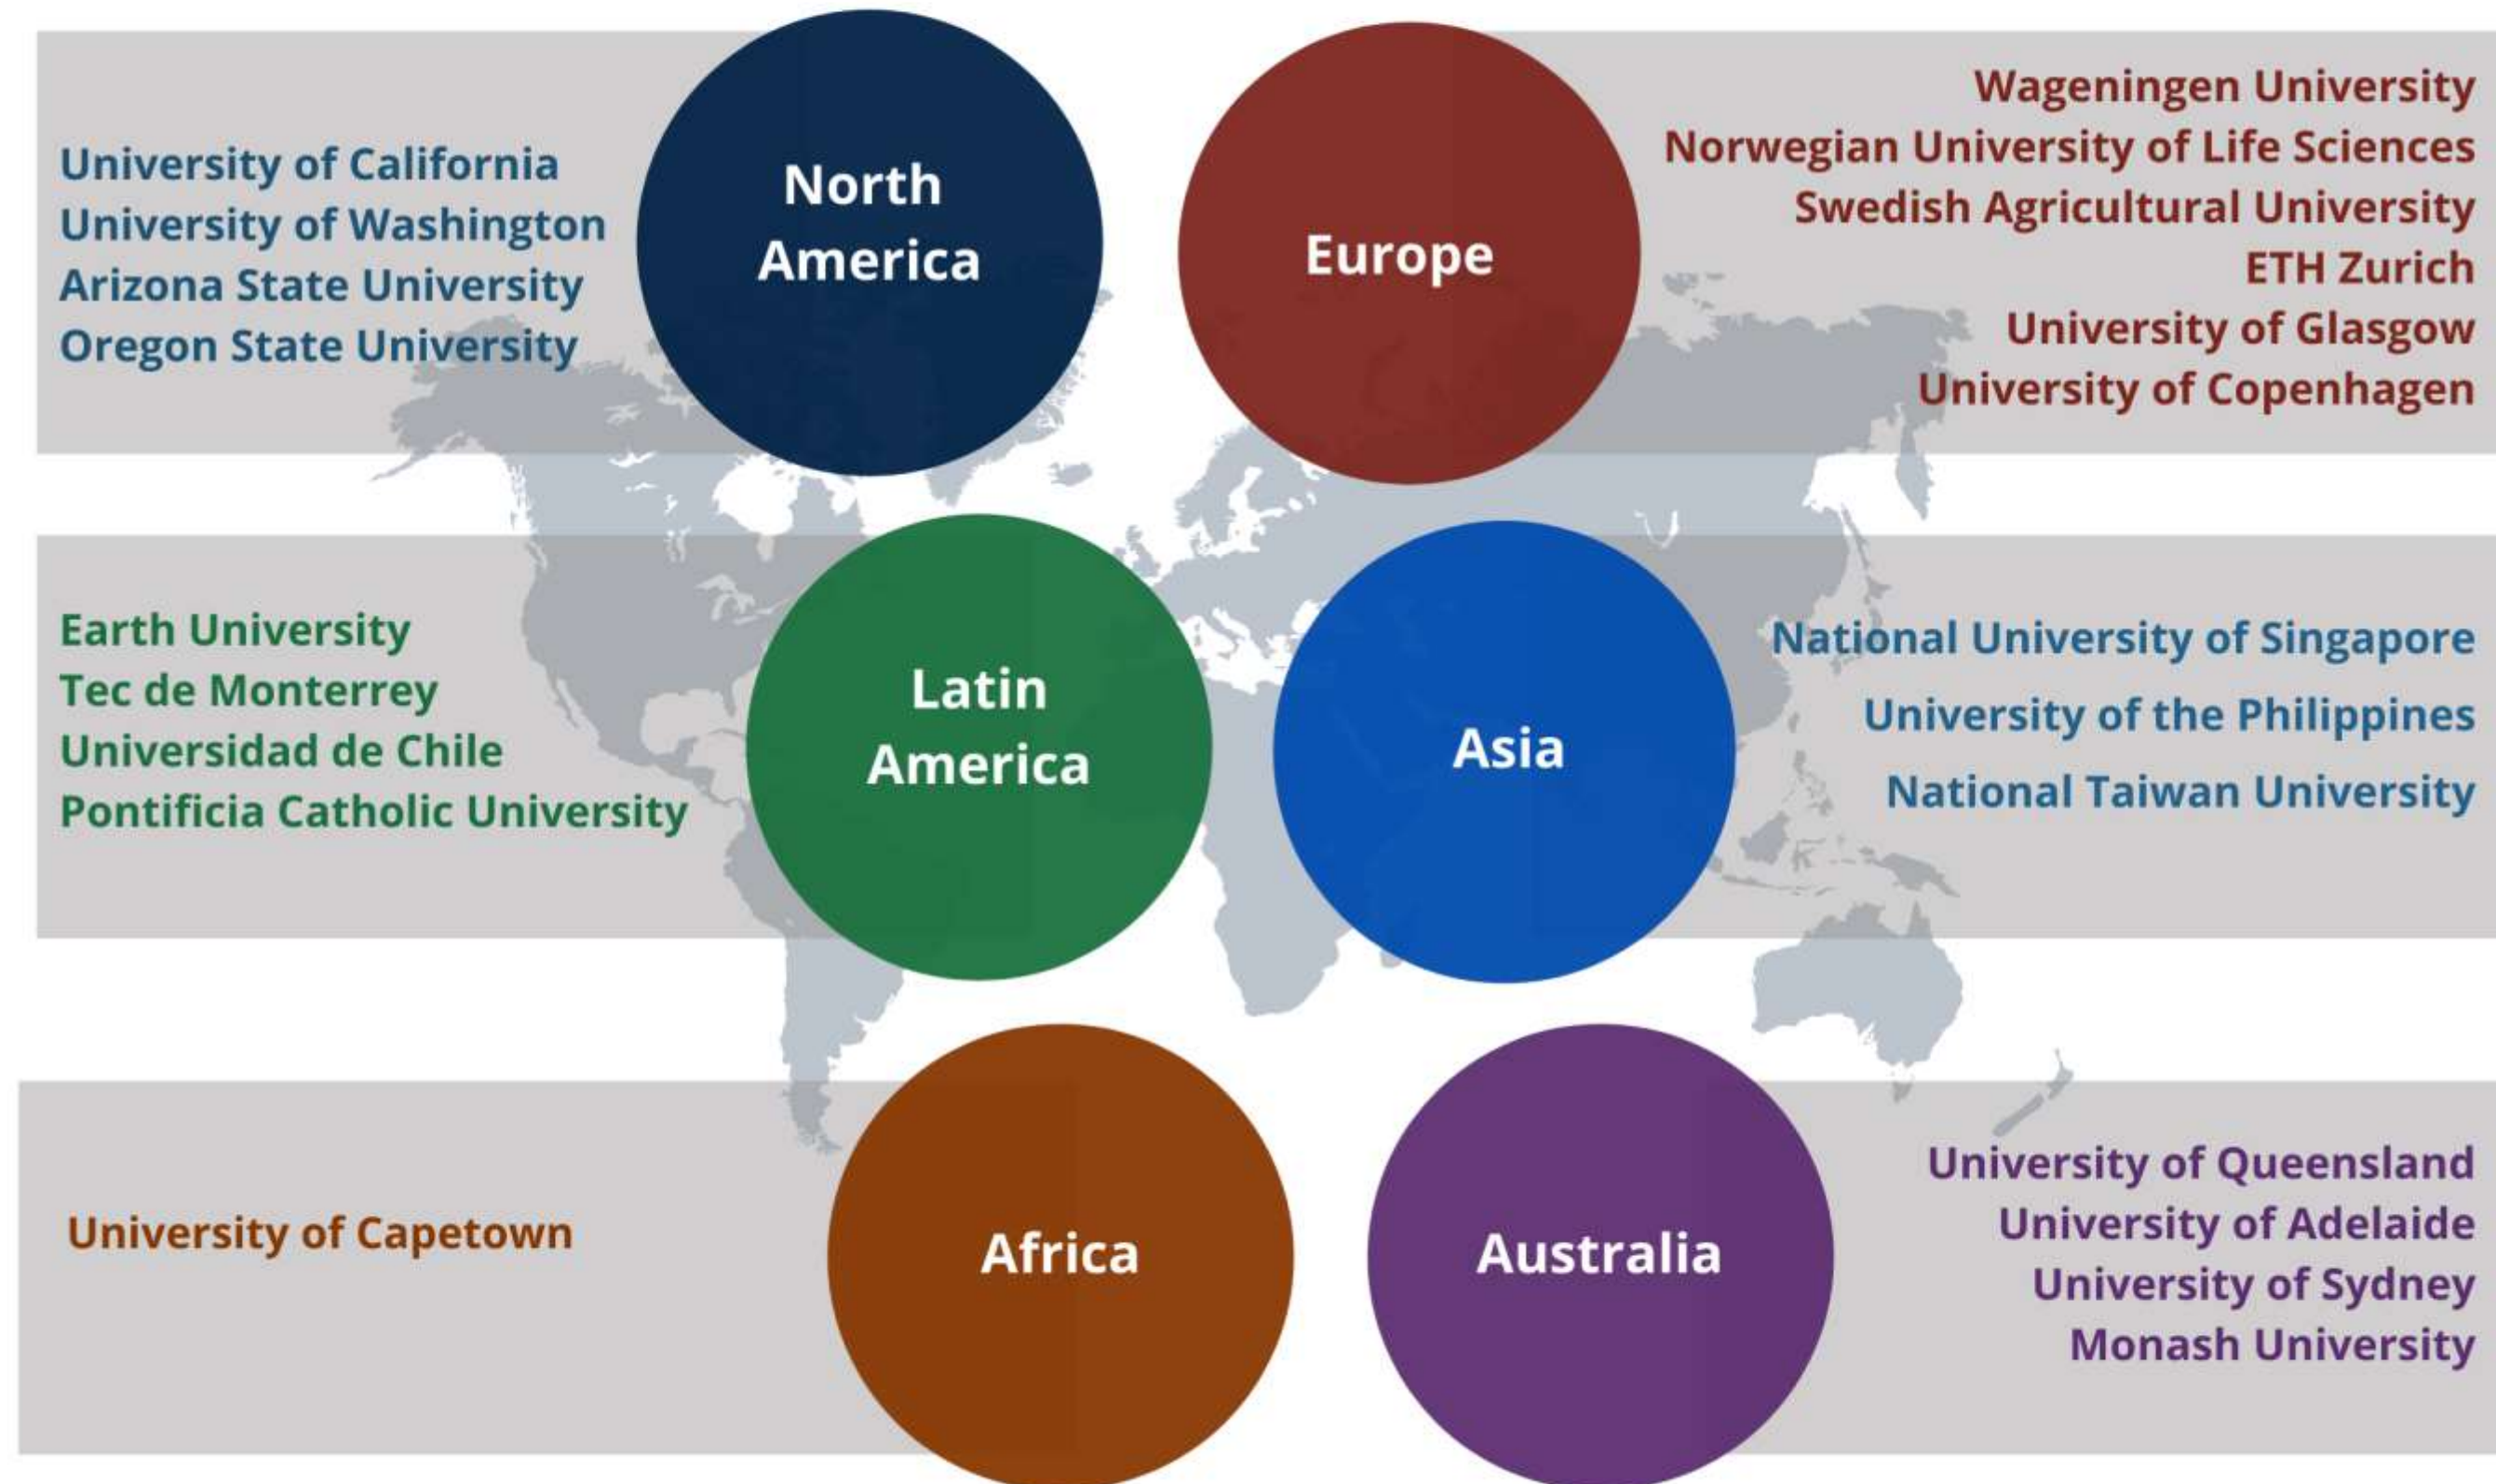 North
America
University of California
University of Washington
Arizona State University
Oregon State University
Europe
Wageningen University
Norwegian University of Life Sciences
Swedish Agricultural University
ETH Zurich
University of Glasgow
University of Copenhagen
Latin
America
Earth University
Tec de Monterrey
Universidad de Chile
Pontificia Catholic University
Asia
National University of Singapore
University of the Philippines
National Taiwan University
Africa
University of Capetown
Australia
University of Queensland
University of Adelaide
University of Sydney
Monash University